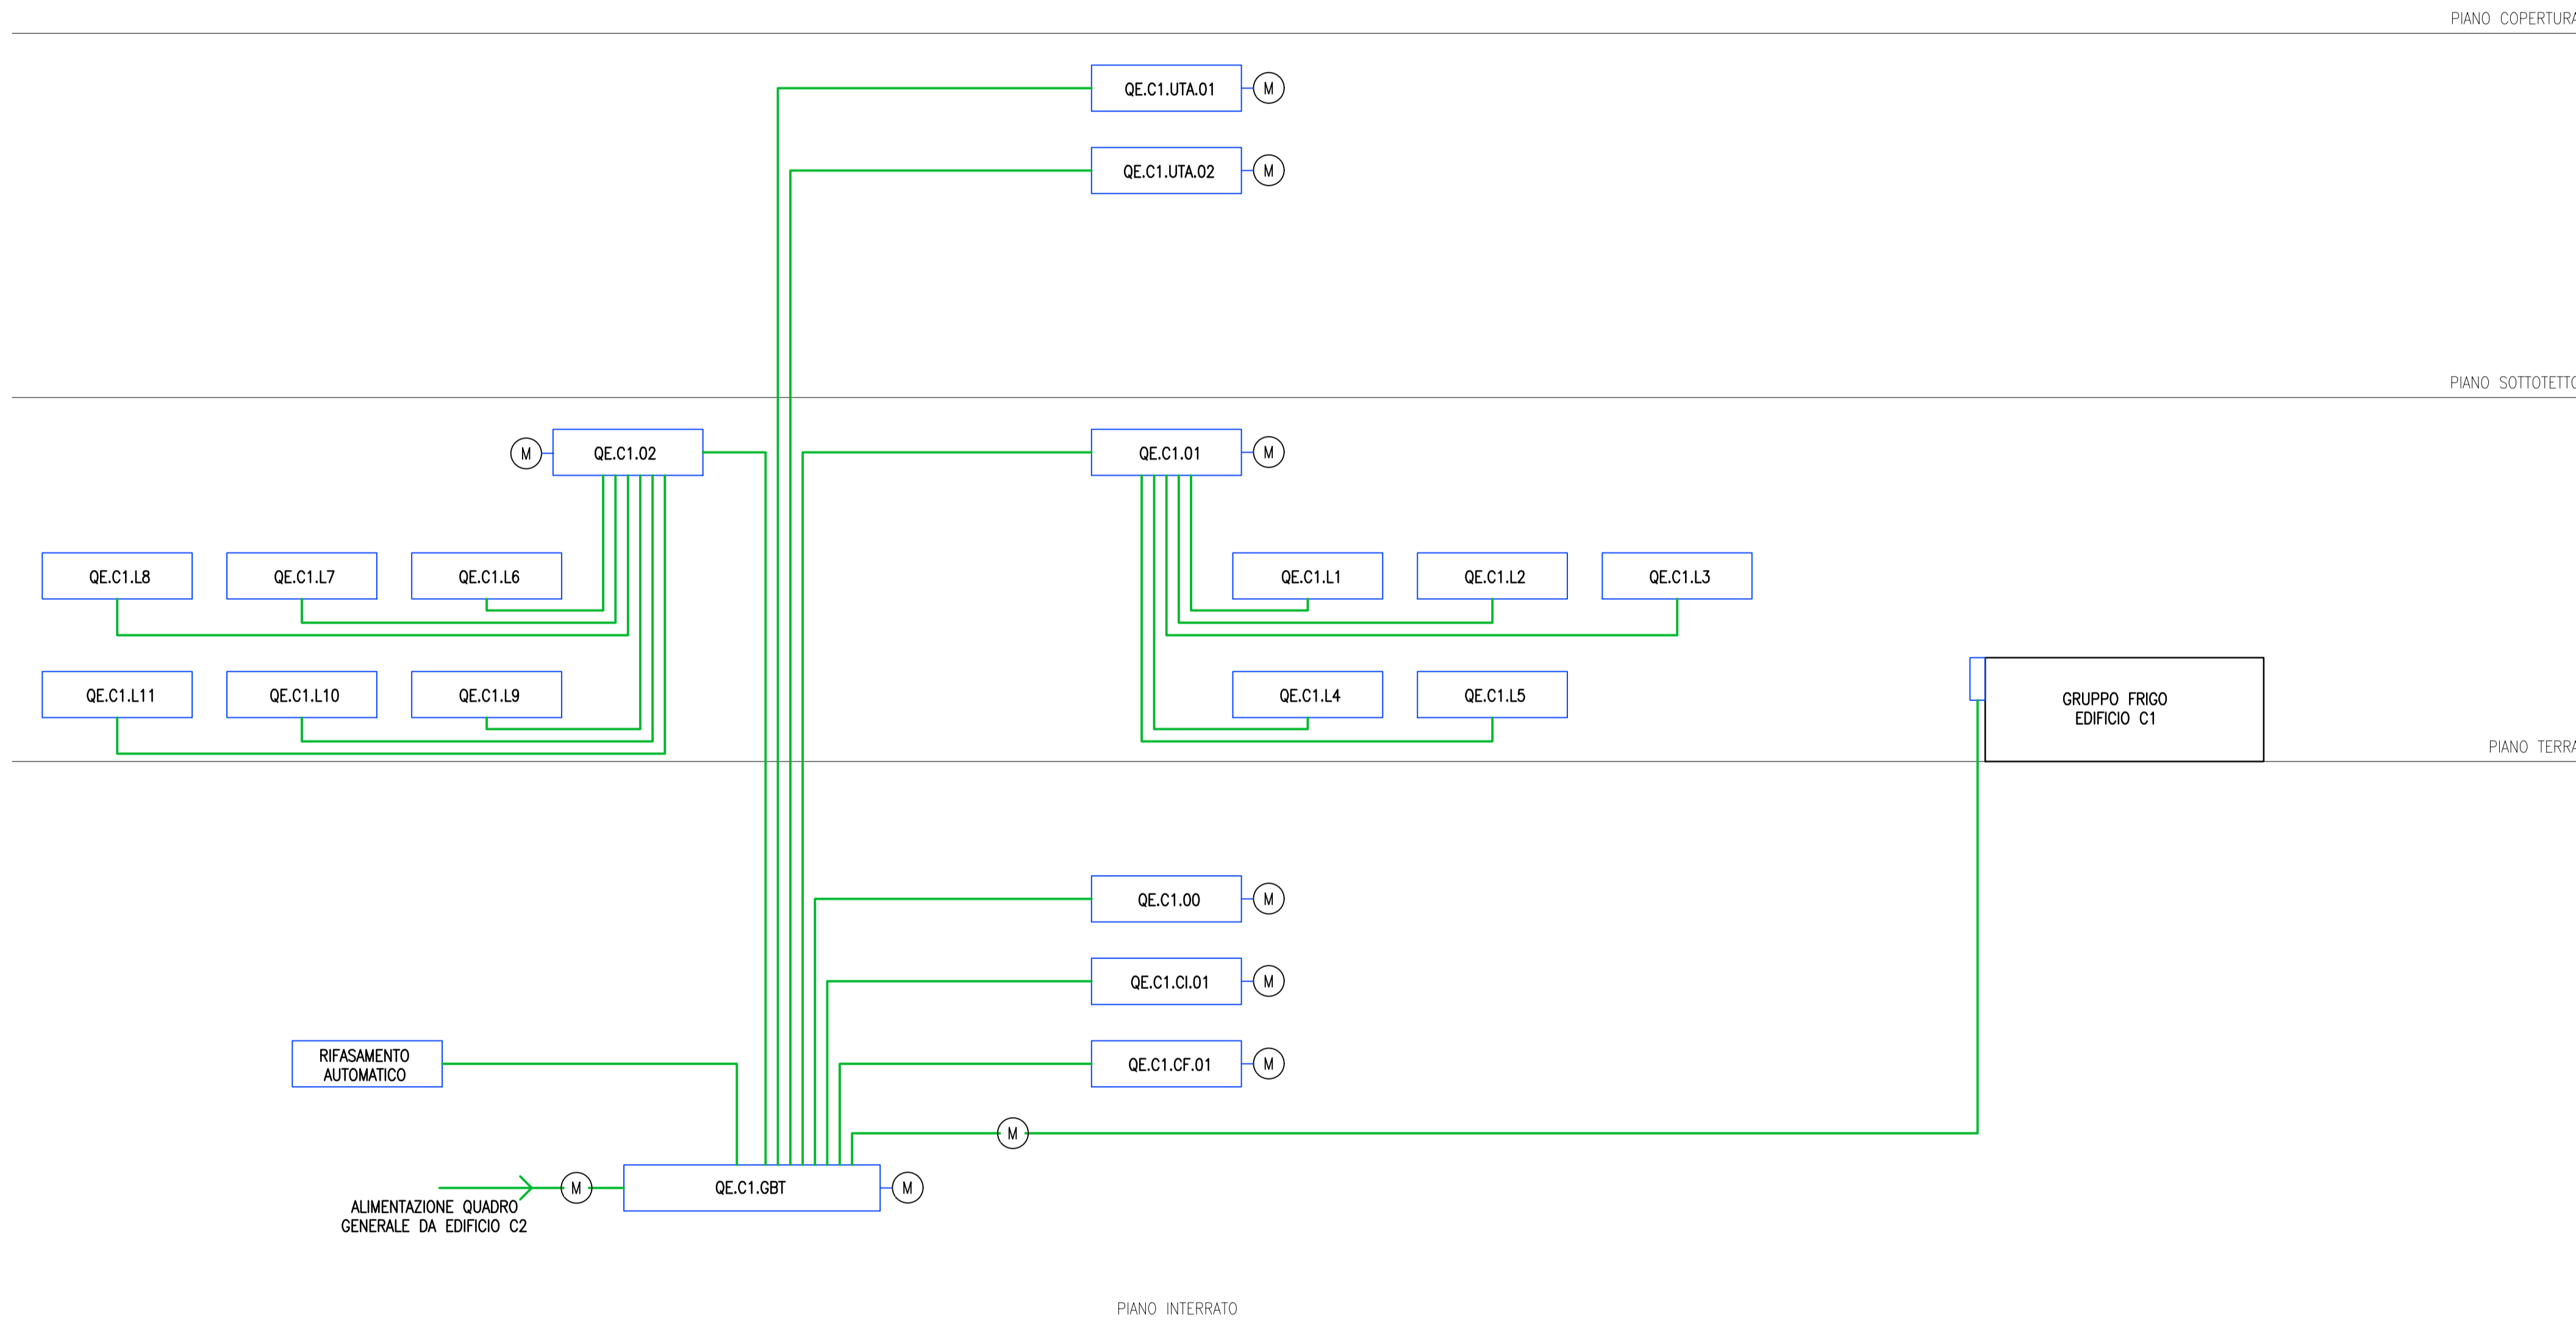 PIANO COPERTURA
QE.C1.UTA.01
M
QE.C1.UTA.02
M
PIANO SOTTOTETTO
M
QE.C1.02
QE.C1.01
M
QE.C1.L8
QE.C1.L7
QE.C1.L6
QE.C1.L1
QE.C1.L2
QE.C1.L3
QE.C1.L11
QE.C1.L10
QE.C1.L9
QE.C1.L4
QE.C1.L5
GRUPPO FRIGO
EDIFICIO C1
PIANO TERRA
QE.C1.00
M
QE.C1.CI.01
M
RIFASAMENTO
AUTOMATICO
QE.C1.CF.01
M
M
M
QE.C1.GBT
M
ALIMENTAZIONE QUADRO
GENERALE DA EDIFICIO C2
PIANO INTERRATO